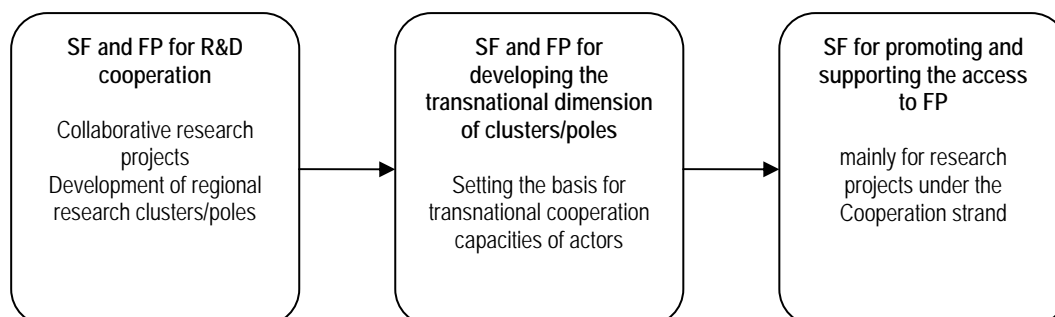 SF and FP for R&D
cooperation
Collaborative research
projects
Development of regional
research clusters/poles
SF and FP for
developing the
transnational dimension
of clusters/poles
Setting the basis for
transnational cooperation
capacities of actors
SF for promoting and
supporting the access
to FP
mainly for research
projects under the
Cooperation strand